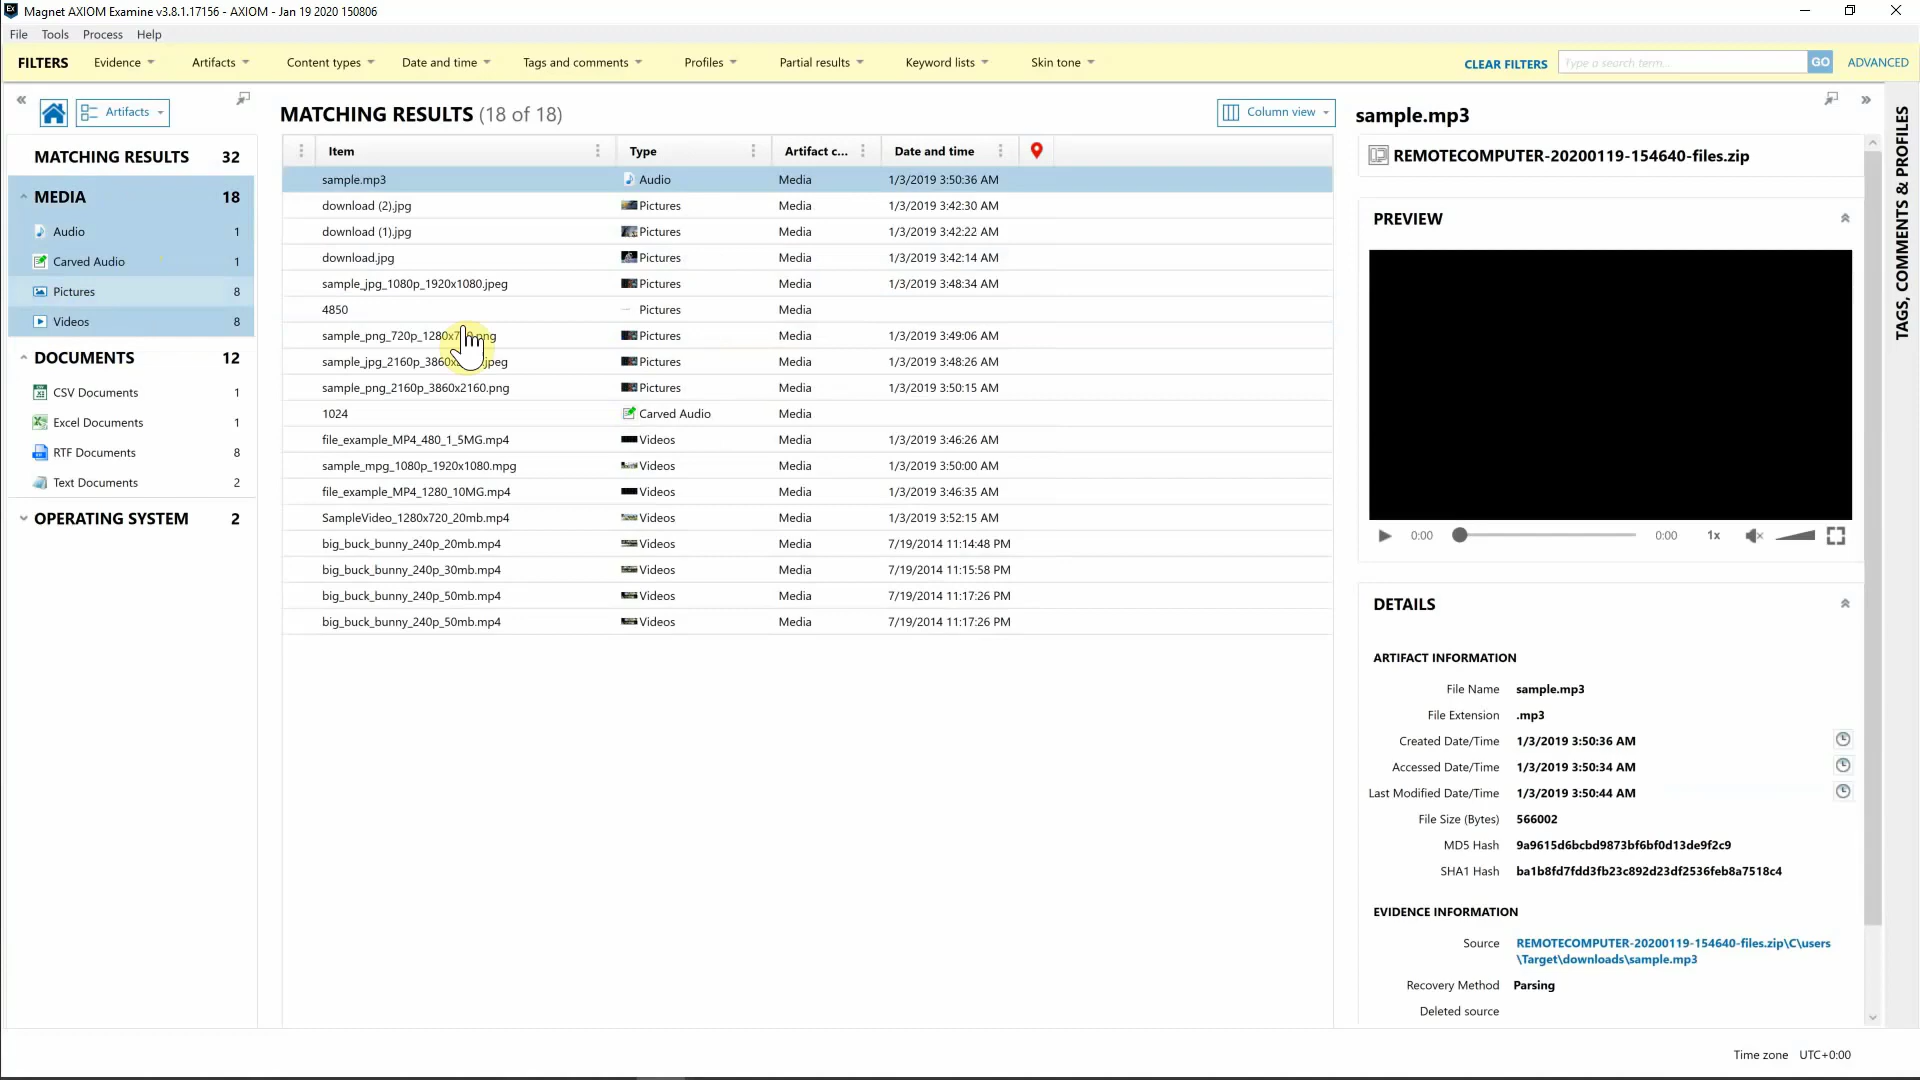 Magnet AXIOM Examine v3.8.1.17156 - AXIOM - Jan 19 2020 150806
File Tools Process Help
FILTERS Evidence Artifacts Content types Date and time Tags and comments Profiles Partial results Keyword lists Skin tone CLEAR FILTERS Type a search term... GO ADVANCED
Artifacts
MATCHING RESULTS 32
MEDIA 18
Audio 1
Carved Audio 1
Pictures 8
Videos 8
DOCUMENTS 12
CSV Documents 1
Excel Documents 1
RTF Documents 8
Text Documents 2
OPERATING SYSTEM 2
MATCHING RESULTS (18 of 18)
Column view
Item Type Artifact c... Date and time
sample.mp3 Audio Media 1/3/2019 3:50:36 AM
download (2).jpg Pictures Media 1/3/2019 3:42:30 AM
download (1).jpg Pictures Media 1/3/2019 3:42:22 AM
download.jpg Pictures Media 1/3/2019 3:42:14 AM
sample_jpg_1080p_1920x1080.jpeg Pictures Media 1/3/2019 3:48:34 AM
4850 Pictures Media
Pictures Media 1/3/2019 3:49:06 AM
Pictures Media 1/3/2019 3:48:26 AM
sample_png_2160p_3860x2160.png Pictures Media 1/3/2019 3:50:15 AM
1024 Carved Audio Media
file_example_MP4_480_1_5MG.mp4 Videos Media 1/3/2019 3:46:26 AM
sample_mpg_1080p_1920x1080.mpg Videos Media 1/3/2019 3:50:00 AM
file_example_MP4_1280_10MG.mp4 Videos Media 1/3/2019 3:46:35 AM
SampleVideo_1280x720_20mb.mp4 Videos Media 1/3/2019 3:52:15 AM
big_buck_bunny_240p_20mb.mp4 Videos Media 7/19/2014 11:14:48 PM
big_buck_bunny_240p_30mb.mp4 Videos Media 7/19/2014 11:15:58 PM
big_buck_bunny_240p_50mb.mp4 Videos Media 7/19/2014 11:17:26 PM
big_buck_bunny_240p_50mb.mp4 Videos Media 7/19/2014 11:17:26 PM
sample.mp3
REMOTECOMPUTER-20200119-154640-files.zip
PREVIEW
0:00 0:00 1x
DETAILS
ARTIFACT INFORMATION
File Name sample.mp3
File Extension .mp3
Created Date/Time 1/3/2019 3:50:36 AM
Accessed Date/Time 1/3/2019 3:50:34 AM
Last Modified Date/Time 1/3/2019 3:50:44 AM
File Size (Bytes) 566002
MD5 Hash 9a9615d6bcbd9873bf6bf0d13de9f2c9
SHA1 Hash ba1b8fd7fdd3fb23c892d23df2536feb8a7518c4
EVIDENCE INFORMATION
Source REMOTECOMPUTER-20200119-154640-files.zip\C\users
\Target\downloads\sample.mp3
Recovery Method Parsing
Deleted source
TAGS, COMMENTS & PROFILES
Time zone UTC+0:00